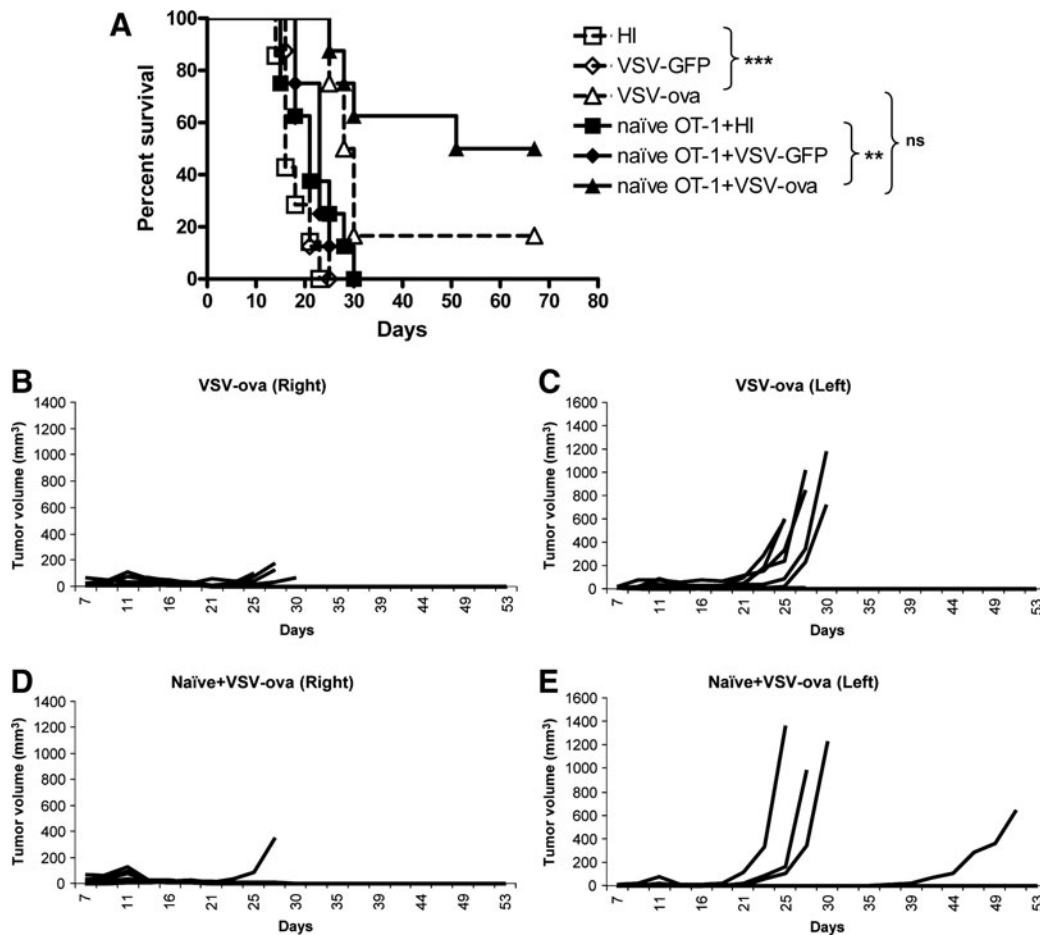 A
Percent survival
100
80
60
40
20
0
0 10 20 30 40 50 60 70 80
Days
HI
VSV-GFP
VSV-ova
naïve OT-1+HI
naïve OT-1+VSV-GFP
naïve OT-1+VSV-ova
***
**
ns
B
VSV-ova (Right)
Tumor volume (mm³)
1400
1200
1000
800
600
400
200
0
7 11 16 21 25 30 39 44 49 53
Days
C
VSV-ova (Left)
Tumor volume (mm³)
1600
1400
1200
1000
800
600
400
200
0
7 11 16 21 25 30 39 44 49 53
Days
D
Naïve+VSV-ova (Right)
Tumor volume (mm³)
1400
1200
1000
800
600
400
200
0
7 11 16 21 25 30 35 39 44 49 53
Days
E
Naïve+VSV-ova (Left)
Tumor volume (mm³)
1600
1400
1200
1000
800
600
400
200
0
7 11 16 21 25 30 35 39 44 49 53
Days